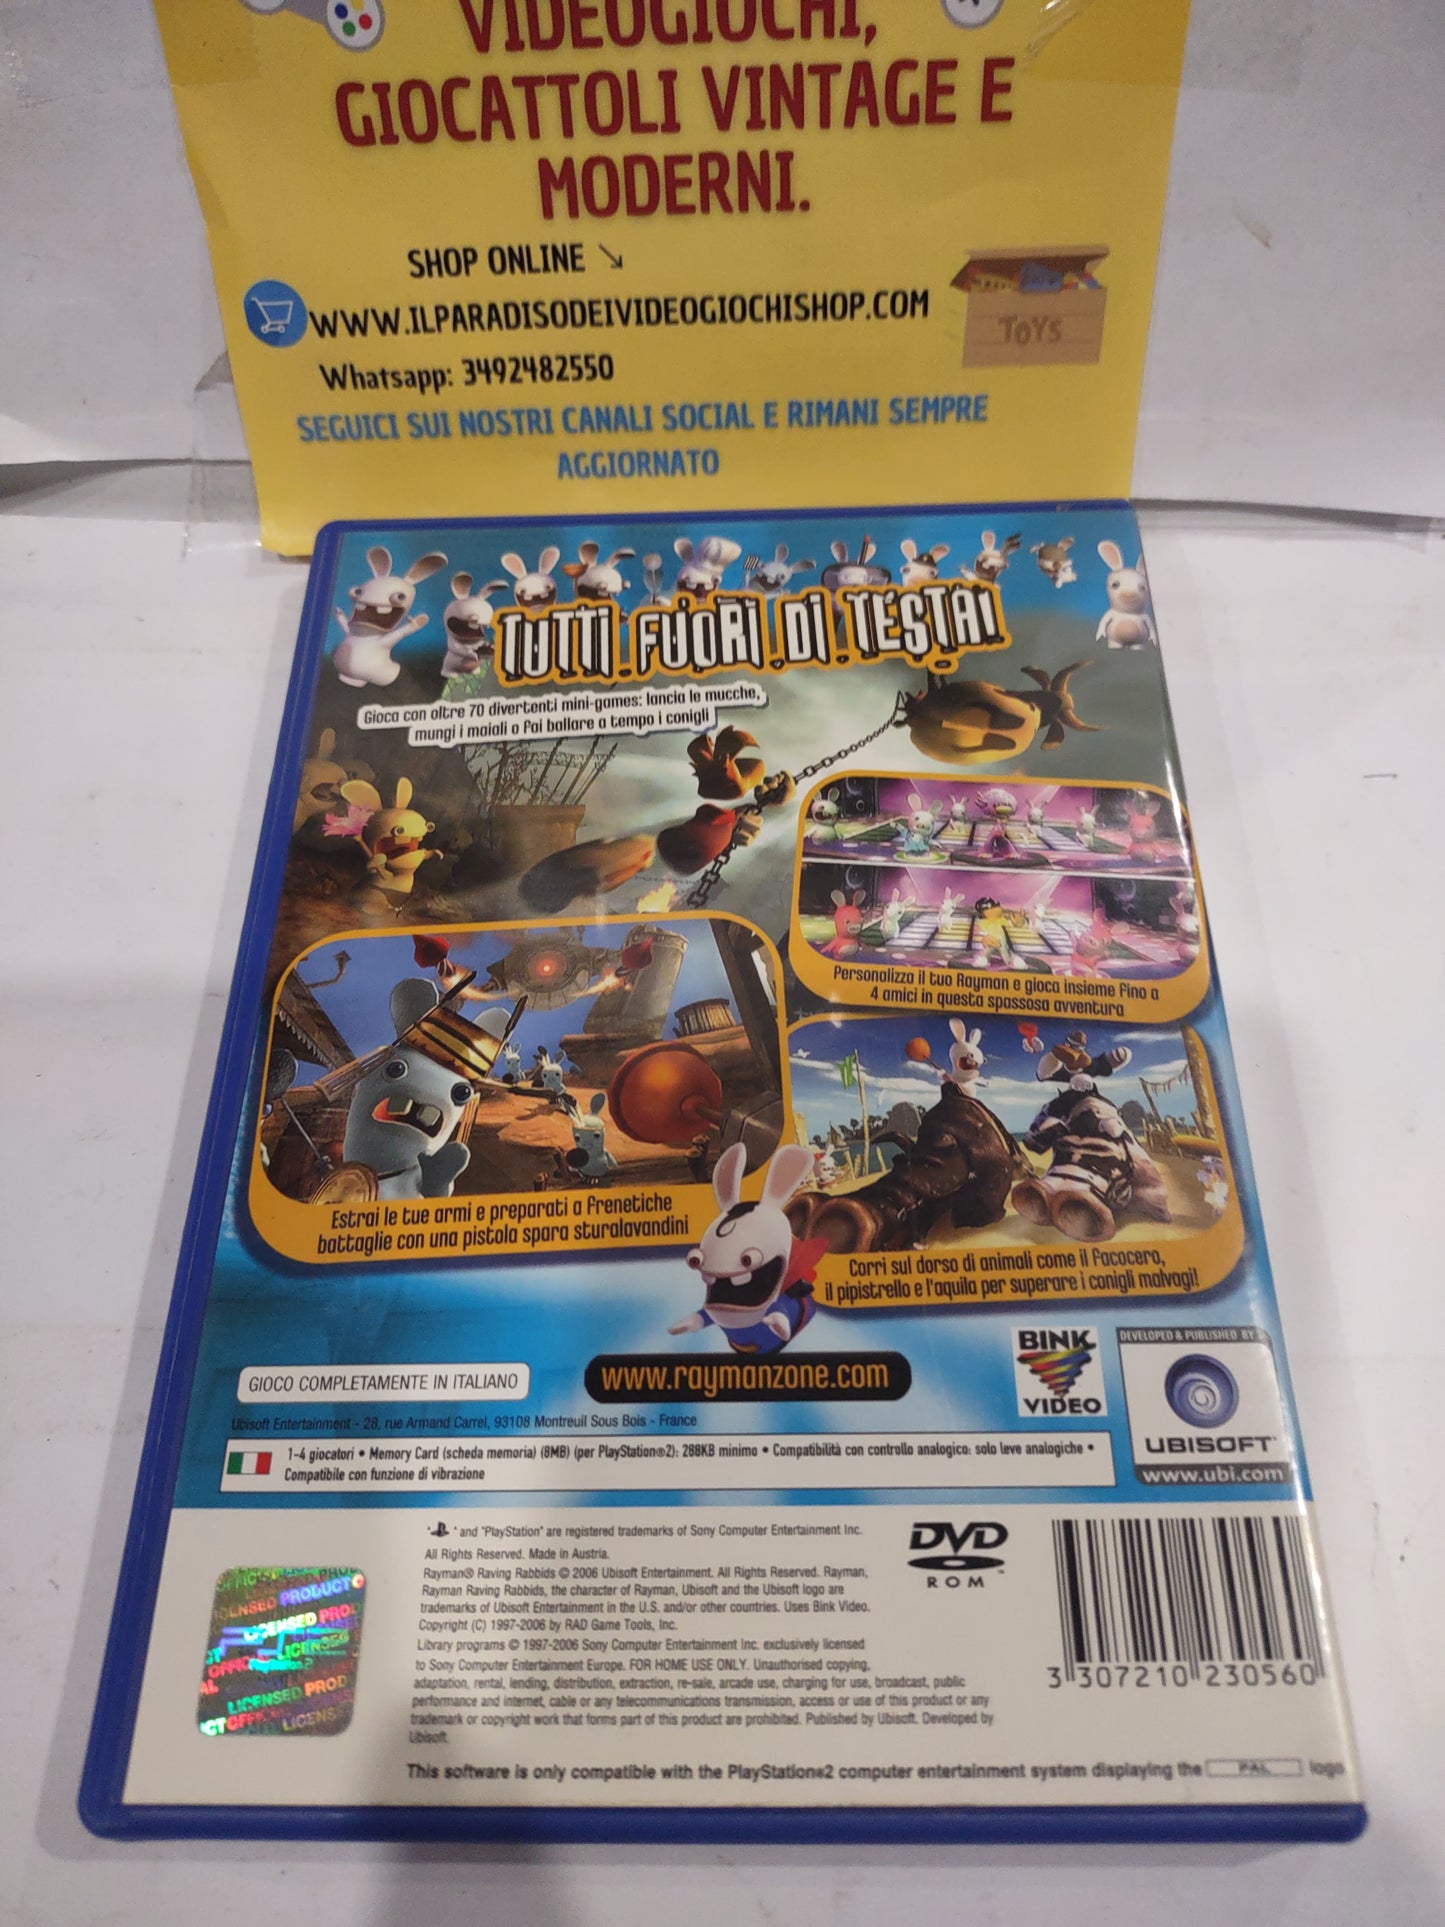 VIDEOGIOCHI,
GIOCATTOLI VINTAGE E
MODERNI.
SHOP ONLINE ↘
WWW.ILPARADISODEIVIDEOGIOCHISHOP.COM
TOYS
Whatsapp: 3492482550
SEGUICI SUI NOSTRI CANALI SOCIAL E RIMANI SEMPRE
AGGIORNATO
TUTTI FUORI DI TESTA!
Gioca con oltre 70 divertenti mini-games: lancia le mucche,
mungi i maiali o fai ballare a tempo i conigli
Personalizza il tuo Rayman e gioca insieme fino a
4 amici in questa spassosa avventura
Estrai le tue armi e preparati a frenetiche
battaglie con una pistola spara sturalavandini
Corri sul dorso di animali come il facocero,
il pipistrello e l'aquila per superare i conigli malvagi!
GIOCO COMPLETAMENTE IN ITALIANO
www.raymanzone.com
BINK
VIDEO
DEVELOPED & PUBLISHED BY
UBISOFT
www.ubi.com
Ubisoft Entertainment - 28, rue Armand Carrel, 93108 Montreuil Sous Bois - France
1-4 giocatori • Memory Card (scheda memoria) (8MB) (per PlayStation®2): 288KB minimo • Compatibilità con controllo analogico: solo leve analogiche •
Compatibile con funzione di vibrazione
" " and "PlayStation" are registered trademarks of Sony Computer Entertainment Inc.
All Rights Reserved. Made in Austria.
Rayman® Raving Rabbids © 2006 Ubisoft Entertainment. All Rights Reserved. Rayman,
Rayman Raving Rabbids, the character of Rayman, Ubisoft and the Ubisoft logo are
trademarks of Ubisoft Entertainment in the U.S. and/or other countries. Uses Bink Video.
Copyright (C) 1997-2006 by RAD Game Tools, Inc.
Library programs © 1997-2006 Sony Computer Entertainment Inc. exclusively licensed
to Sony Computer Entertainment Europe. FOR HOME USE ONLY. Unauthorised copying,
adaptation, rental, lending, distribution, extraction, re-sale, arcade use, charging for use, broadcast, public
performance and internet, cable or any telecommunications transmission, access or use of this product or any
trademark or copyright work that forms part of this product are prohibited. Published by Ubisoft. Developed by
Ubisoft.
DVD
ROM
3 307210 230560
LICENSED PRODUCT
LICENSED PROD
LICENSED
LICENSED PROD
LICENS
This software is only compatible with the PlayStation®2 computer entertainment system displaying the PAL logo